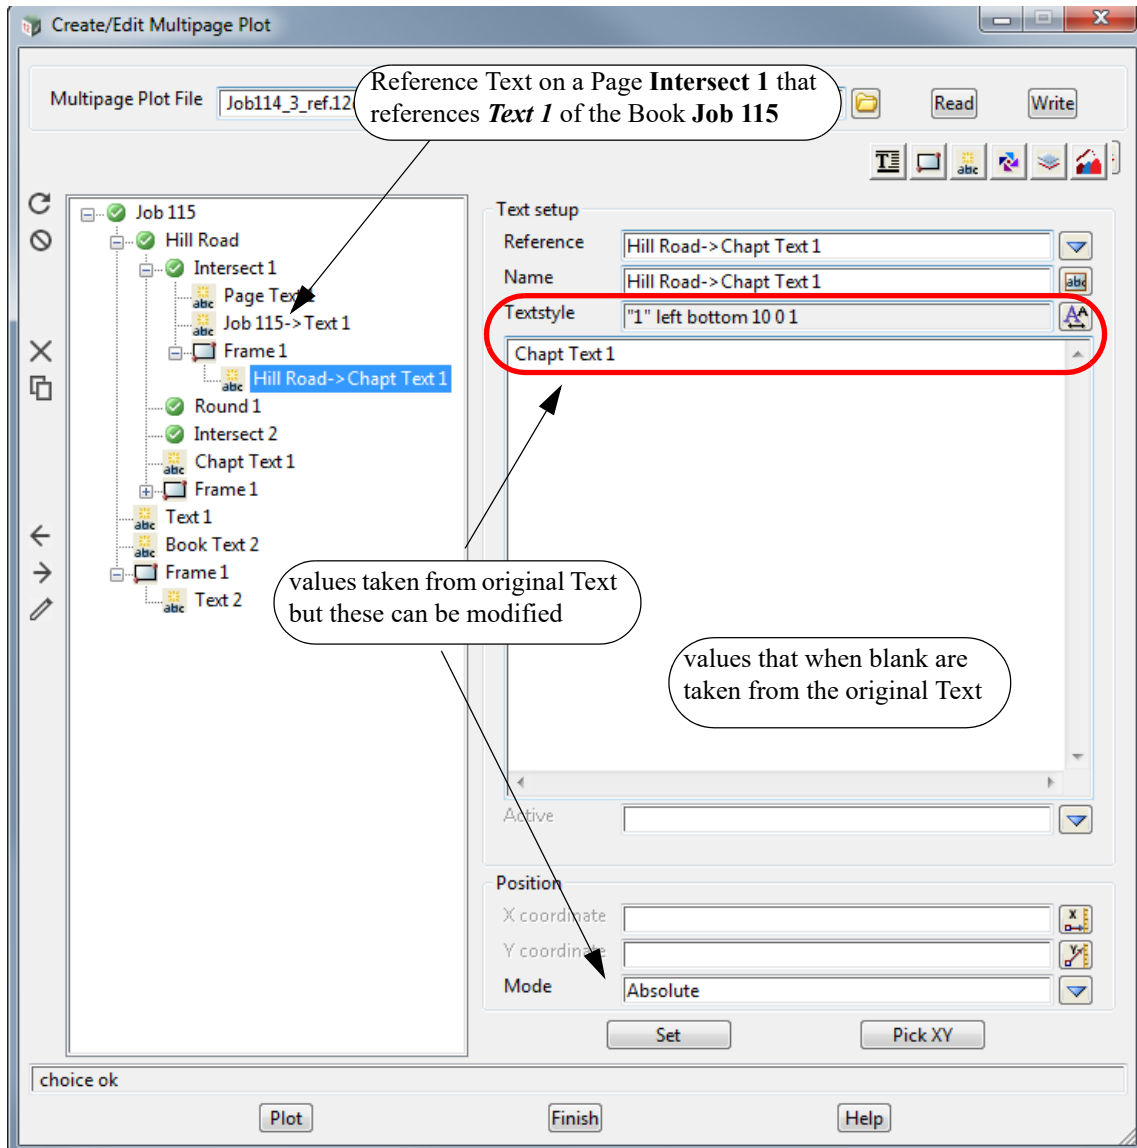 Create/Edit Multipage Plot
Reference Text on a Page Intersect 1 that
references Text 1 of the Book Job 115
Multipage Plot File
Job114_3_ref.12
Read
Write
Job 115
Hill Road
Intersect 1
Page Text
Job 115->Text 1
Frame 1
Hill Road->Chapt Text 1
Round 1
Intersect 2
Chapt Text 1
Frame 1
Text 1
Book Text 2
Frame 1
Text 2
Text setup
Reference
Hill Road->Chapt Text 1
Name
Hill Road->Chapt Text 1
Textstyle
"1" left bottom 10 0 1
Chapt Text 1
values taken from original Text
but these can be modified
values that when blank are
taken from the original Text
Active
Position
X coordinate
Y coordinate
Mode
Absolute
Set
Pick XY
choice ok
Plot
Finish
Help